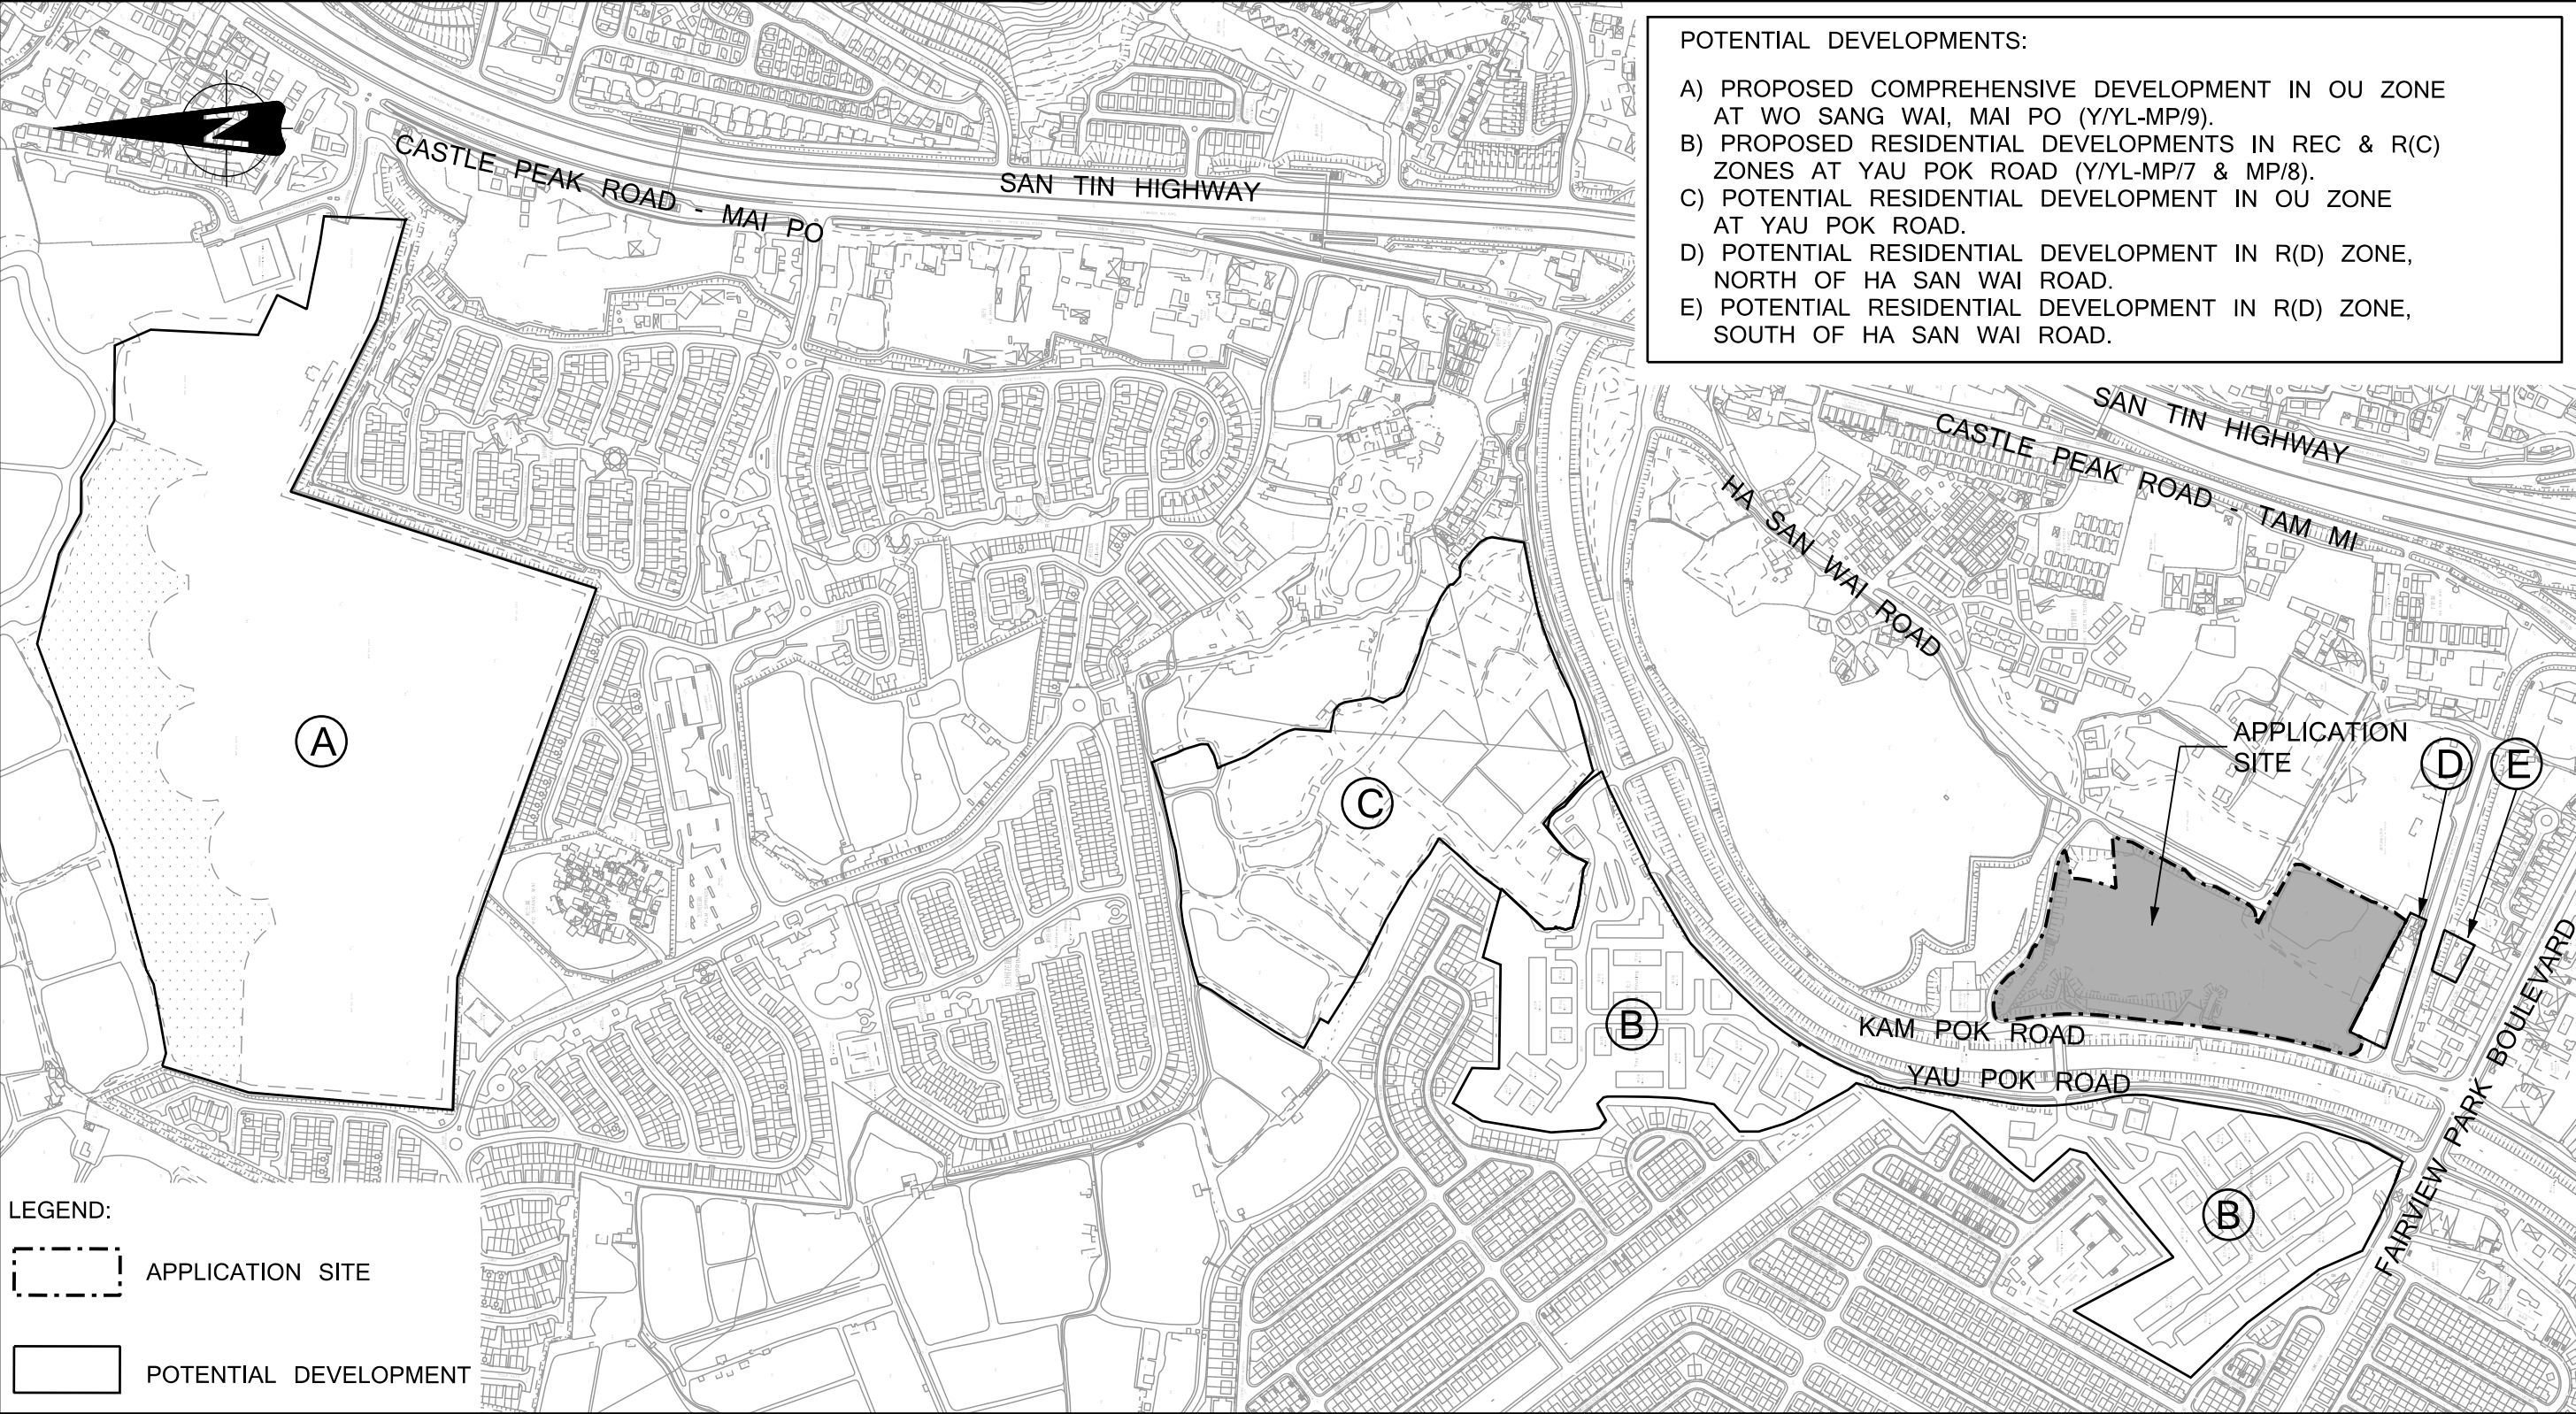 POTENTIAL DEVELOPMENTS:
A) PROPOSED COMPREHENSIVE DEVELOPMENT IN OU ZONE
AT WO SANG WAI, MAI PO (Y/YL-MP/9).
B) PROPOSED RESIDENTIAL DEVELOPMENTS IN REC & R(C)
ZONES AT YAU POK ROAD (Y/YL-MP/7 & MP/8).
C) POTENTIAL RESIDENTIAL DEVELOPMENT IN OU ZONE
AT YAU POK ROAD.
D) POTENTIAL RESIDENTIAL DEVELOPMENT IN R(D) ZONE,
NORTH OF HA SAN WAI ROAD.
E) POTENTIAL RESIDENTIAL DEVELOPMENT IN R(D) ZONE,
SOUTH OF HA SAN WAI ROAD.
N
CASTLE PEAK ROAD - MAI PO
SAN TIN HIGHWAY
SAN TIN HIGHWAY
CASTLE PEAK ROAD - TAM MI
HA SAN WAI ROAD
A
C
APPLICATION
SITE
D
E
B
KAM POK ROAD
YAU POK ROAD
FAIRVIEW PARK BOULEVARD
B
LEGEND:
APPLICATION SITE
POTENTIAL DEVELOPMENT